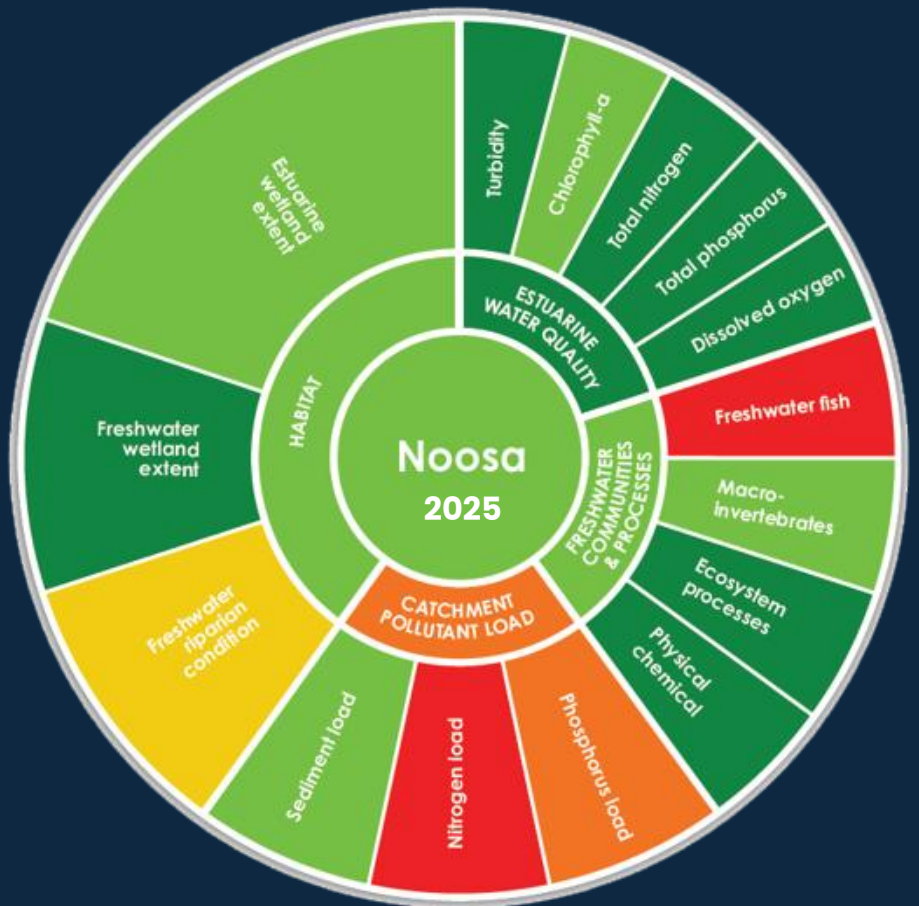 Noosa
2025
ESTUARINE
WATER QUALITY
Turbidity
Chlorophyll-a
Total nitrogen
Total phosphorus
Dissolved oxygen
FRESHWATER
COMMUNITIES
& PROCESSES
Freshwater fish
Macro-
invertebrates
Ecosystem
processes
Physical
chemical
CATCHMENT
POLLUTANT LOAD
Phosphorus load
Nitrogen load
Sediment load
HABITAT
Freshwater
riparian
condition
Freshwater
wetland
extent
Estuarine
wetland
extent